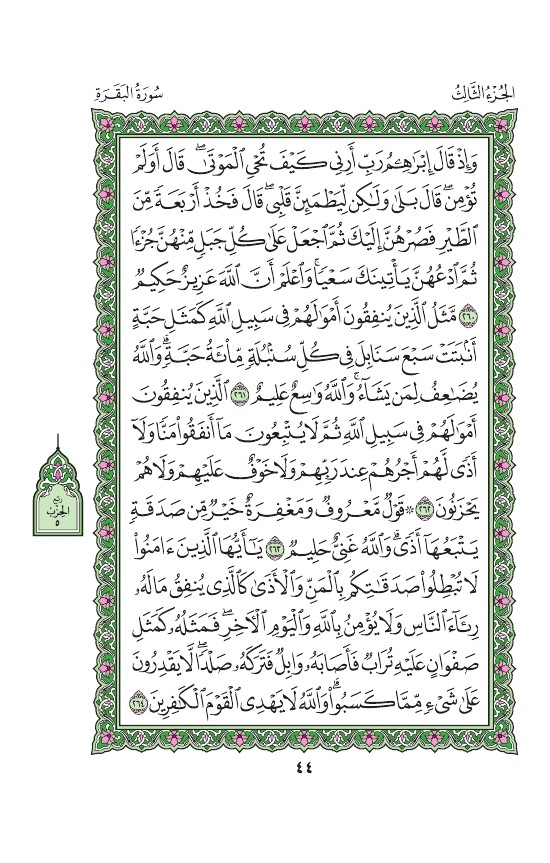 الجُزْءُ الثَّالِثُ
سُورَةُ البَقَرَةِ
وَإِذْ قَالَ إِبْرَٰهِـۧمُ رَبِّ أَرِنِى كَيْفَ تُحْىِ ٱلْمَوْتَىٰ ۖ قَالَ أَوَلَمْ
تُؤْمِن ۖ قَالَ بَلَىٰ وَلَٰكِن لِّيَطْمَئِنَّ قَلْبِى ۖ قَالَ فَخُذْ أَرْبَعَةً مِّنَ
ٱلطَّيْرِ فَصُرْهُنَّ إِلَيْكَ ثُمَّ ٱجْعَلْ عَلَىٰ كُلِّ جَبَلٍ مِّنْهُنَّ جُزْءًا
ثُمَّ ٱدْعُهُنَّ يَأْتِينَكَ سَعْيًا ۚ وَٱعْلَمْ أَنَّ ٱللَّهَ عَزِيزٌ حَكِيمٌ
٢٦٠ مَّثَلُ ٱلَّذِينَ يُنفِقُونَ أَمْوَٰلَهُمْ فِى سَبِيلِ ٱللَّهِ كَمَثَلِ حَبَّةٍ
أَنۢبَتَتْ سَبْعَ سَنَابِلَ فِى كُلِّ سُنۢبُلَةٍ مِّا۟ئَةُ حَبَّةٍ ۗ وَٱللَّهُ
يُضَٰعِفُ لِمَن يَشَآءُ ۗ وَٱللَّهُ وَٰسِعٌ عَلِيمٌ ٢٦١ ٱلَّذِينَ يُنفِقُونَ
أَمْوَٰلَهُمْ فِى سَبِيلِ ٱللَّهِ ثُمَّ لَا يُتْبِعُونَ مَآ أَنفَقُوا۟ مَنًّا وَلَآ
أَذًى ۙ لَّهُمْ أَجْرُهُمْ عِندَ رَبِّهِمْ وَلَا خَوْفٌ عَلَيْهِمْ وَلَا هُمْ
يَحْزَنُونَ ٢٦٢ ۞ قَوْلٌ مَّعْرُوفٌ وَمَغْفِرَةٌ خَيْرٌ مِّن صَدَقَةٍ
يَتْبَعُهَآ أَذًى ۗ وَٱللَّهُ غَنِىٌّ حَلِيمٌ ٢٦٣ يَٰٓأَيُّهَا ٱلَّذِينَ ءَامَنُوا۟
لَا تُبْطِلُوا۟ صَدَقَٰتِكُم بِٱلْمَنِّ وَٱلْأَذَىٰ كَٱلَّذِى يُنفِقُ مَالَهُۥ
رِئَآءَ ٱلنَّاسِ وَلَا يُؤْمِنُ بِٱللَّهِ وَٱلْيَوْمِ ٱلْءَاخِرِ ۖ فَمَثَلُهُۥ كَمَثَلِ
صَفْوَانٍ عَلَيْهِ تُرَابٌ فَأَصَابَهُۥ وَابِلٌ فَتَرَكَهُۥ صَلْدًا ۖ لَّا يَقْدِرُونَ
عَلَىٰ شَىْءٍ مِّمَّا كَسَبُوا۟ ۗ وَٱللَّهُ لَا يَهْدِى ٱلْقَوْمَ ٱلْكَٰفِرِينَ ٢٦٤
ربع
الحزب
٥
٤٤